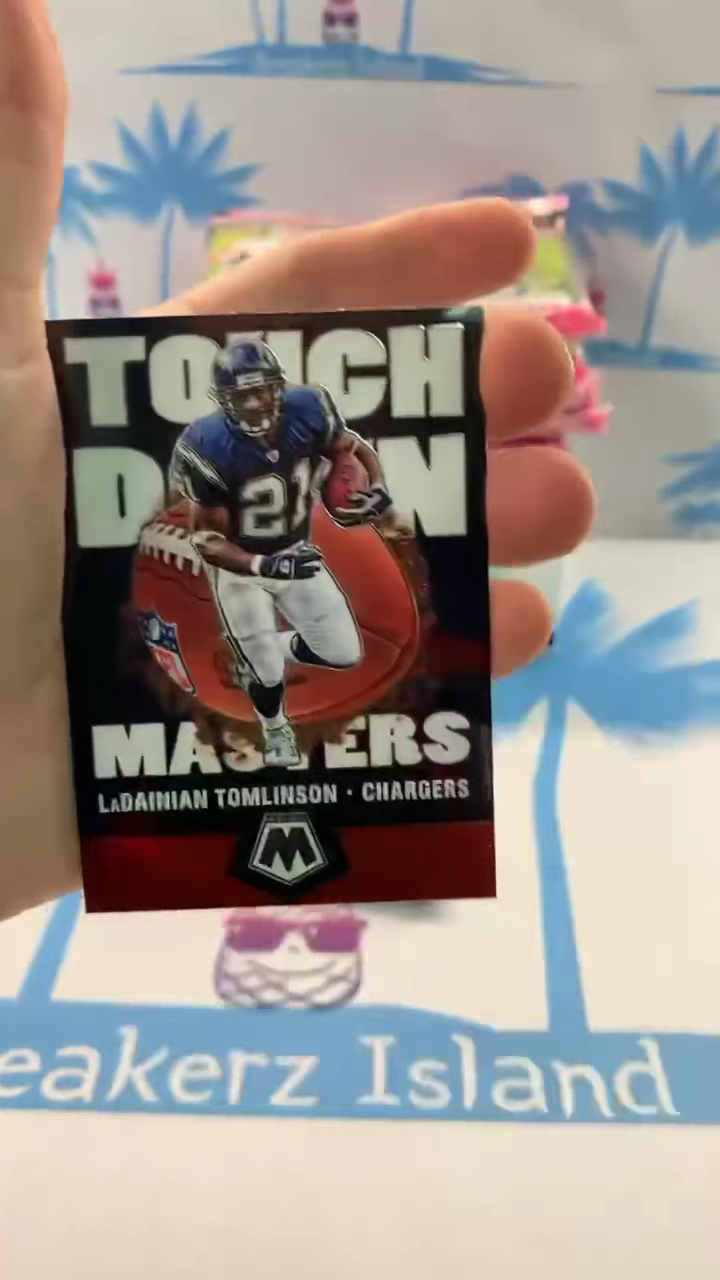 TOUCH
DOWN
21
MASTERS
LADAINIAN TOMLINSON · CHARGERS
M
eakerz Island